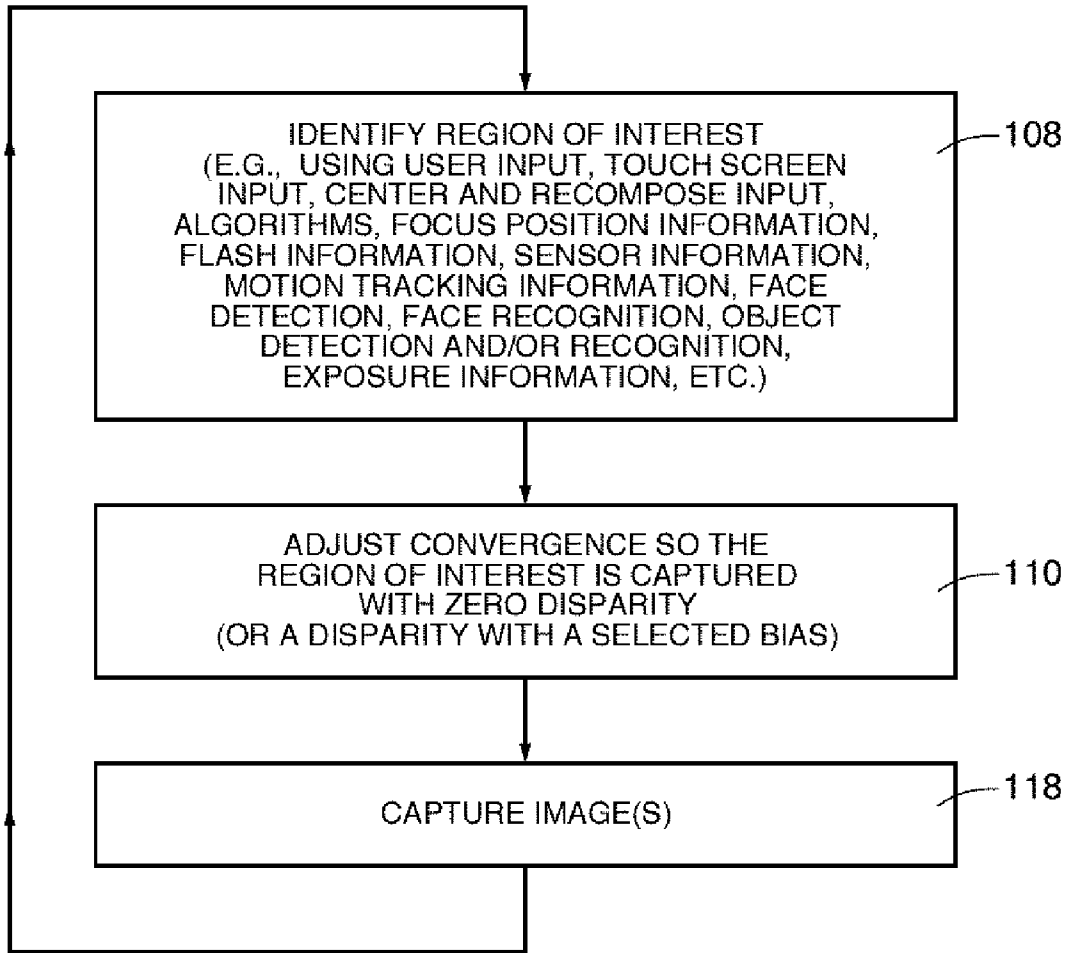 IDENTIFY REGION OF INTEREST
(E.G., USING USER INPUT, TOUCH SCREEN
INPUT, CENTER AND RECOMPOSE INPUT,
ALGORITHMS, FOCUS POSITION INFORMATION,
FLASH INFORMATION, SENSOR INFORMATION,
MOTION TRACKING INFORMATION, FACE
DETECTION, FACE RECOGNITION, OBJECT
DETECTION AND/OR RECOGNITION,
EXPOSURE INFORMATION, ETC.)
108
ADJUST CONVERGENCE SO THE
REGION OF INTEREST IS CAPTURED
WITH ZERO DISPARITY
(OR A DISPARITY WITH A SELECTED BIAS)
110
CAPTURE IMAGE(S)
118